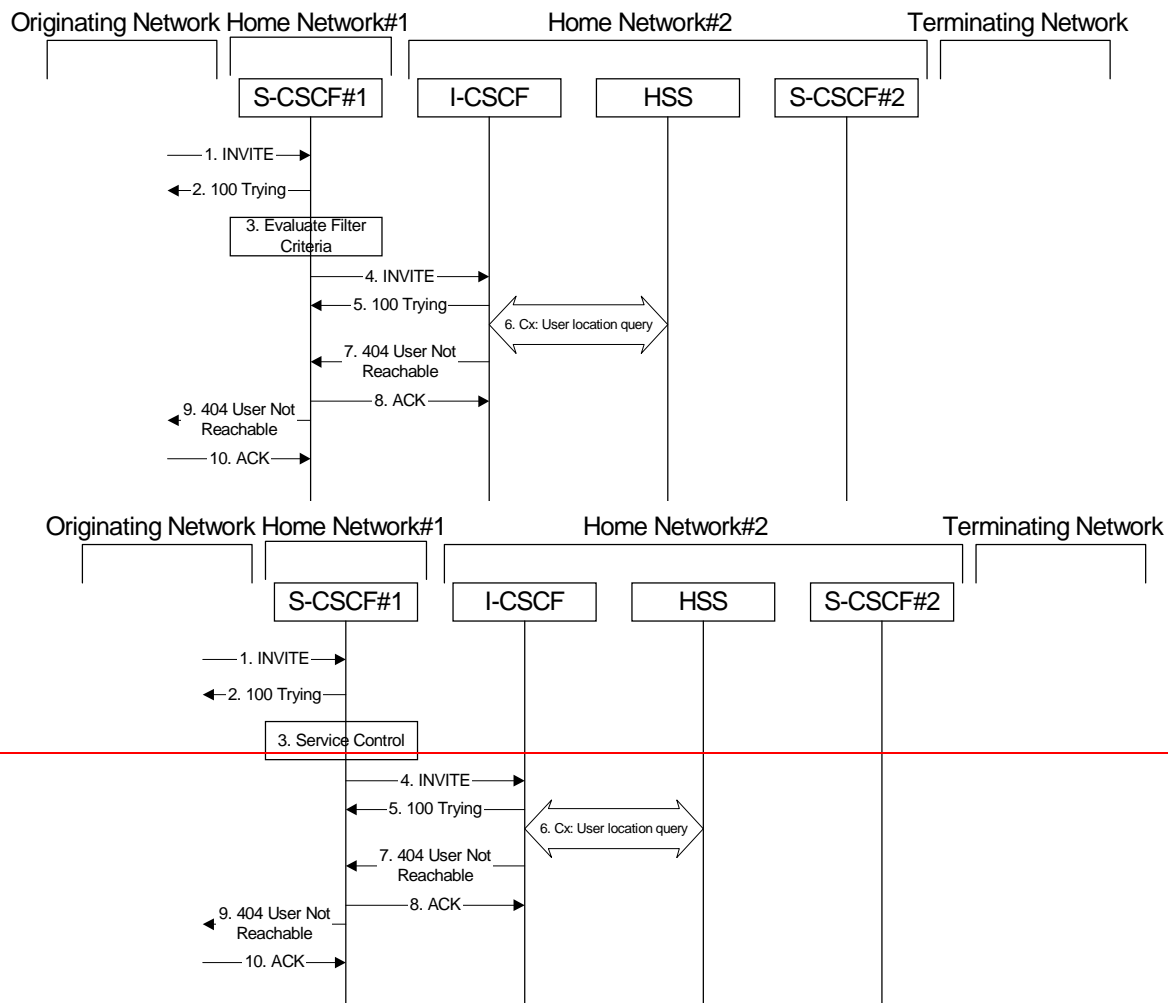 Originating Network Home Network#1 Home Network#2 Terminating Network
S-CSCF#1 I-CSCF HSS S-CSCF#2
1. INVITE
2. 100 Trying
3. Evaluate Filter
Criteria
4. INVITE
5. 100 Trying
6. Cx: User location query
7. 404 User Not
Reachable
8. ACK
9. 404 User Not
Reachable
10. ACK
Originating Network Home Network#1 Home Network#2 Terminating Network
S-CSCF#1 I-CSCF HSS S-CSCF#2
1. INVITE
2. 100 Trying
3. Service Control
4. INVITE
5. 100 Trying
6. Cx: User location query
7. 404 User Not
Reachable
8. ACK
9. 404 User Not
Reachable
10. ACK